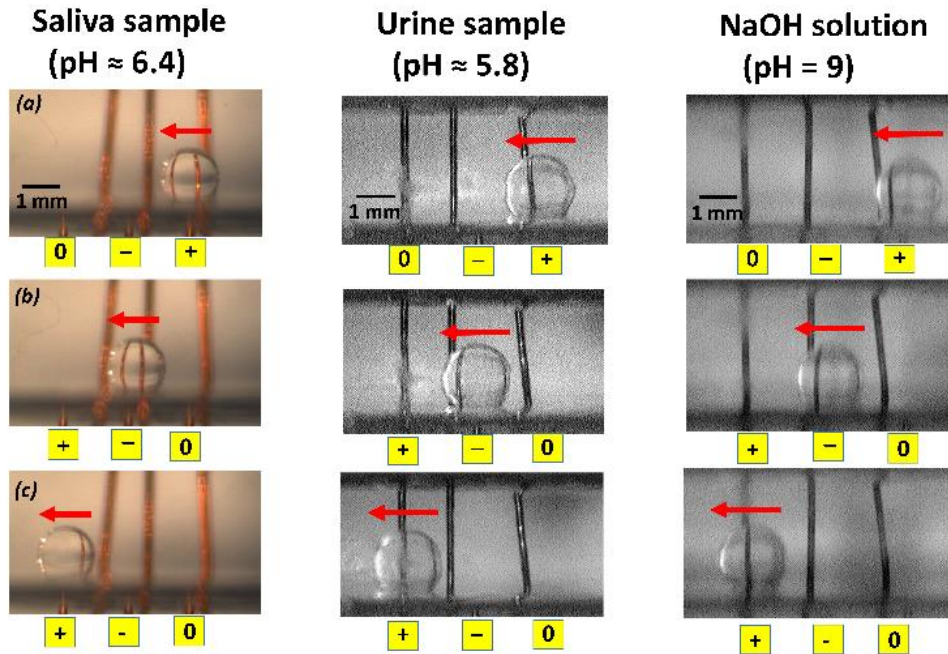 Saliva sample
(pH ≈ 6.4)
Urine sample
(pH ≈ 5.8)
NaOH solution
(pH = 9)
(a)
1 mm
1 mm
1 mm
0 – +
0 – +
0 – +
(b)
+ – 0
+ – 0
+ – 0
(c)
+ - 0
+ – 0
+ - 0